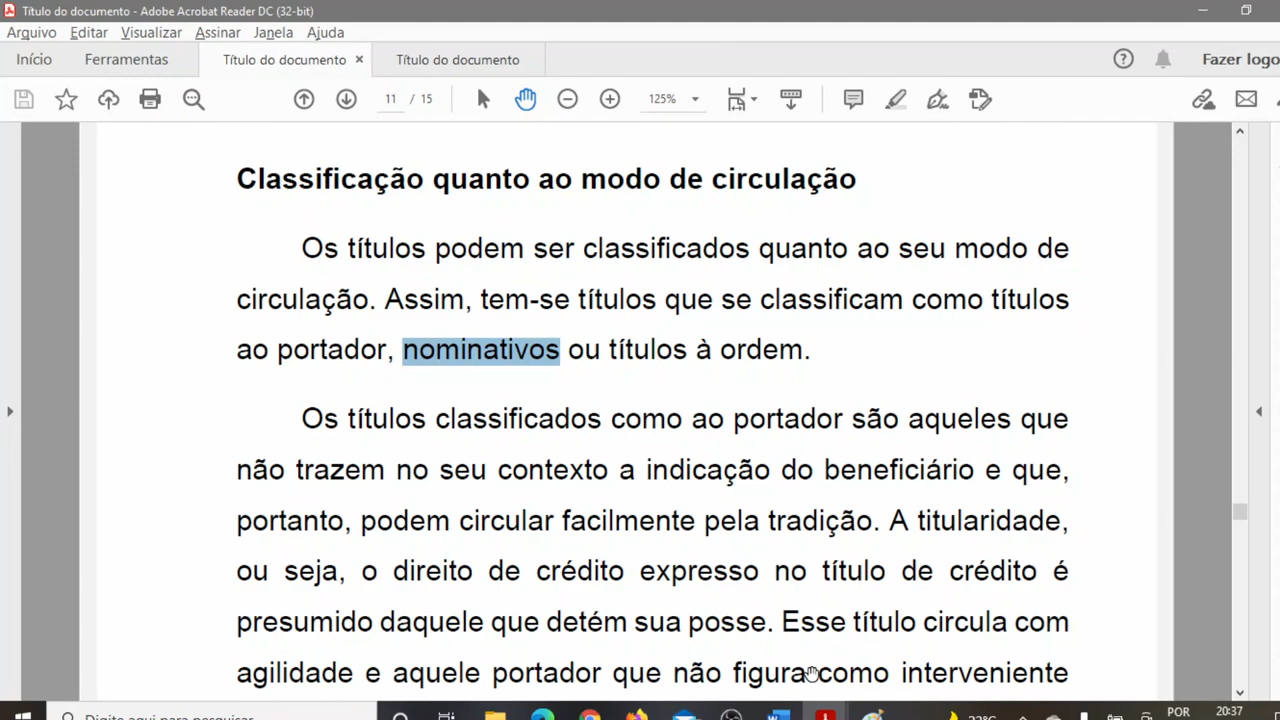 Título do documento - Adobe Acrobat Reader DC (32-bit)
Arquivo Editar Visualizar Assinar Janela Ajuda
Início Ferramentas Título do documento × Título do documento Fazer logo
11 / 15 125%
Classificação quanto ao modo de circulação
Os títulos podem ser classificados quanto ao seu modo de
circulação. Assim, tem-se títulos que se classificam como títulos
ao portador, nominativos ou títulos à ordem.
Os títulos classificados como ao portador são aqueles que
não trazem no seu contexto a indicação do beneficiário e que,
portanto, podem circular facilmente pela tradição. A titularidade,
ou seja, o direito de crédito expresso no título de crédito é
presumido daquele que detém sua posse. Esse título circula com
agilidade e aquele portador que não figura como interveniente
Digite aqui para pesquisar 22°C POR 20:37